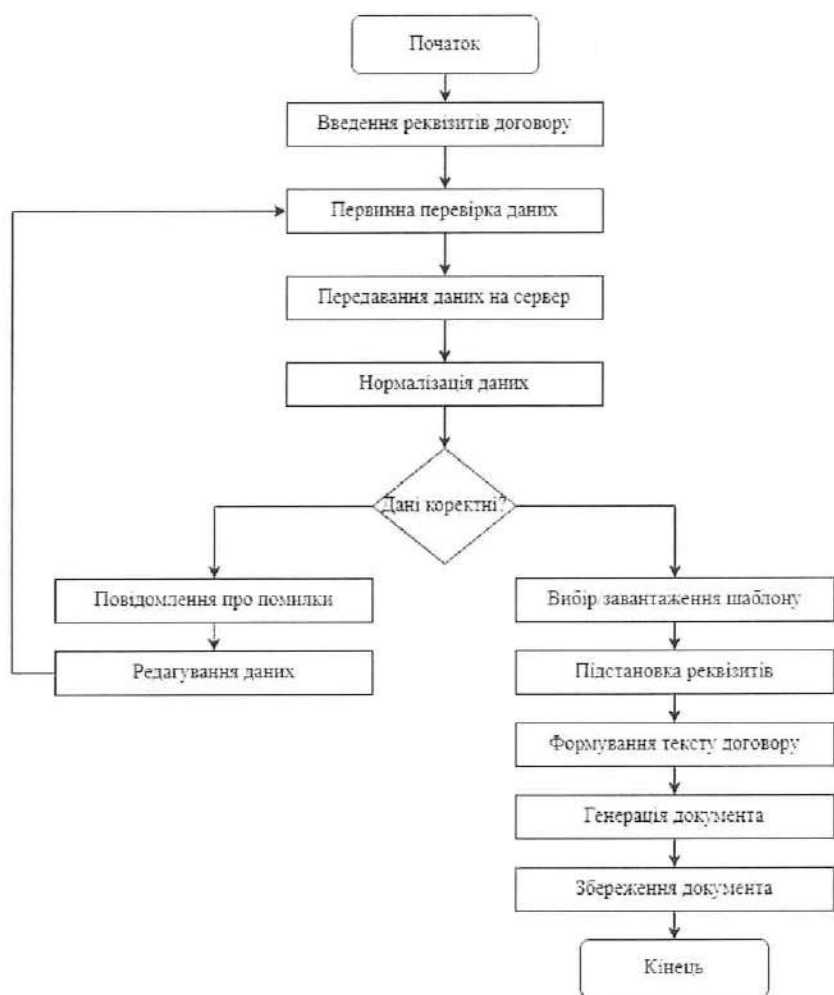 Початок
Введення реквізитів договору
Первинна перевірка даних
Передавання даних на сервер
Нормалізація даних
Дані коректні?
Повідомлення про помилки
Редагування даних
Вибір/завантаження шаблону
Підстановка реквізитів
Формування тексту договору
Генерація документа
Збереження документа
Кінець